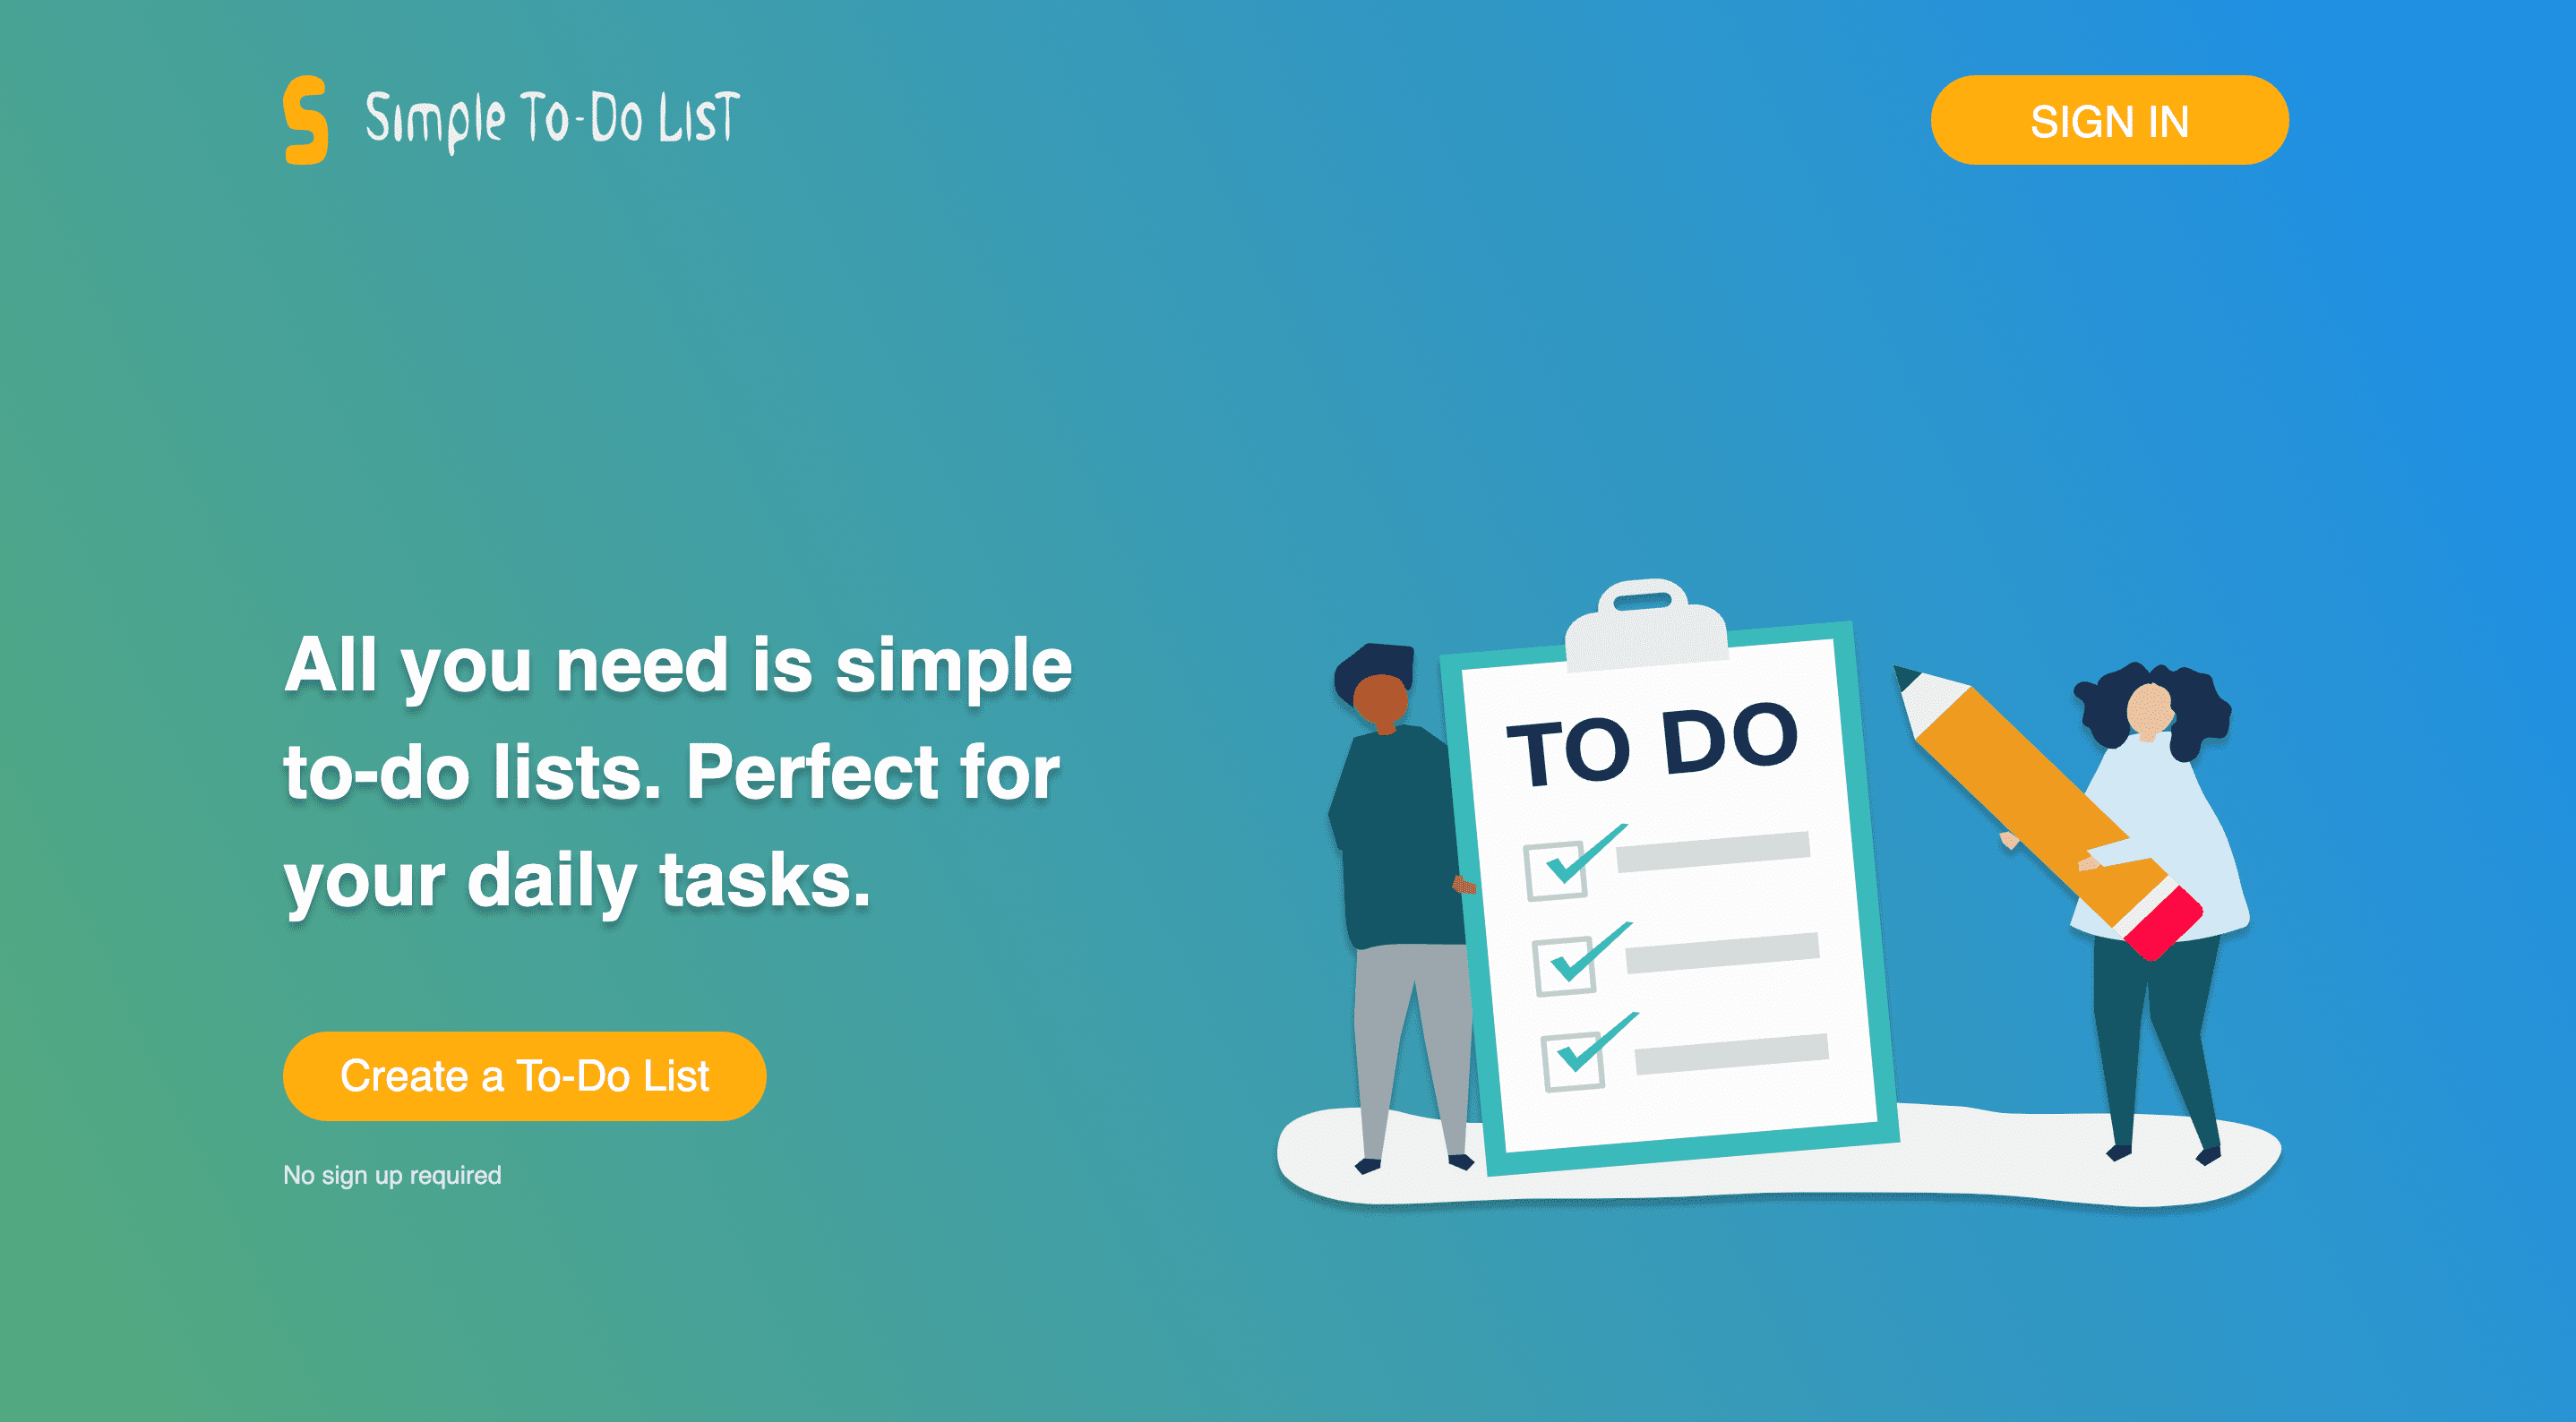 S Simple To-Do List
SIGN IN
All you need is simple
to-do lists. Perfect for
your daily tasks.
Create a To-Do List
No sign up required
TO DO